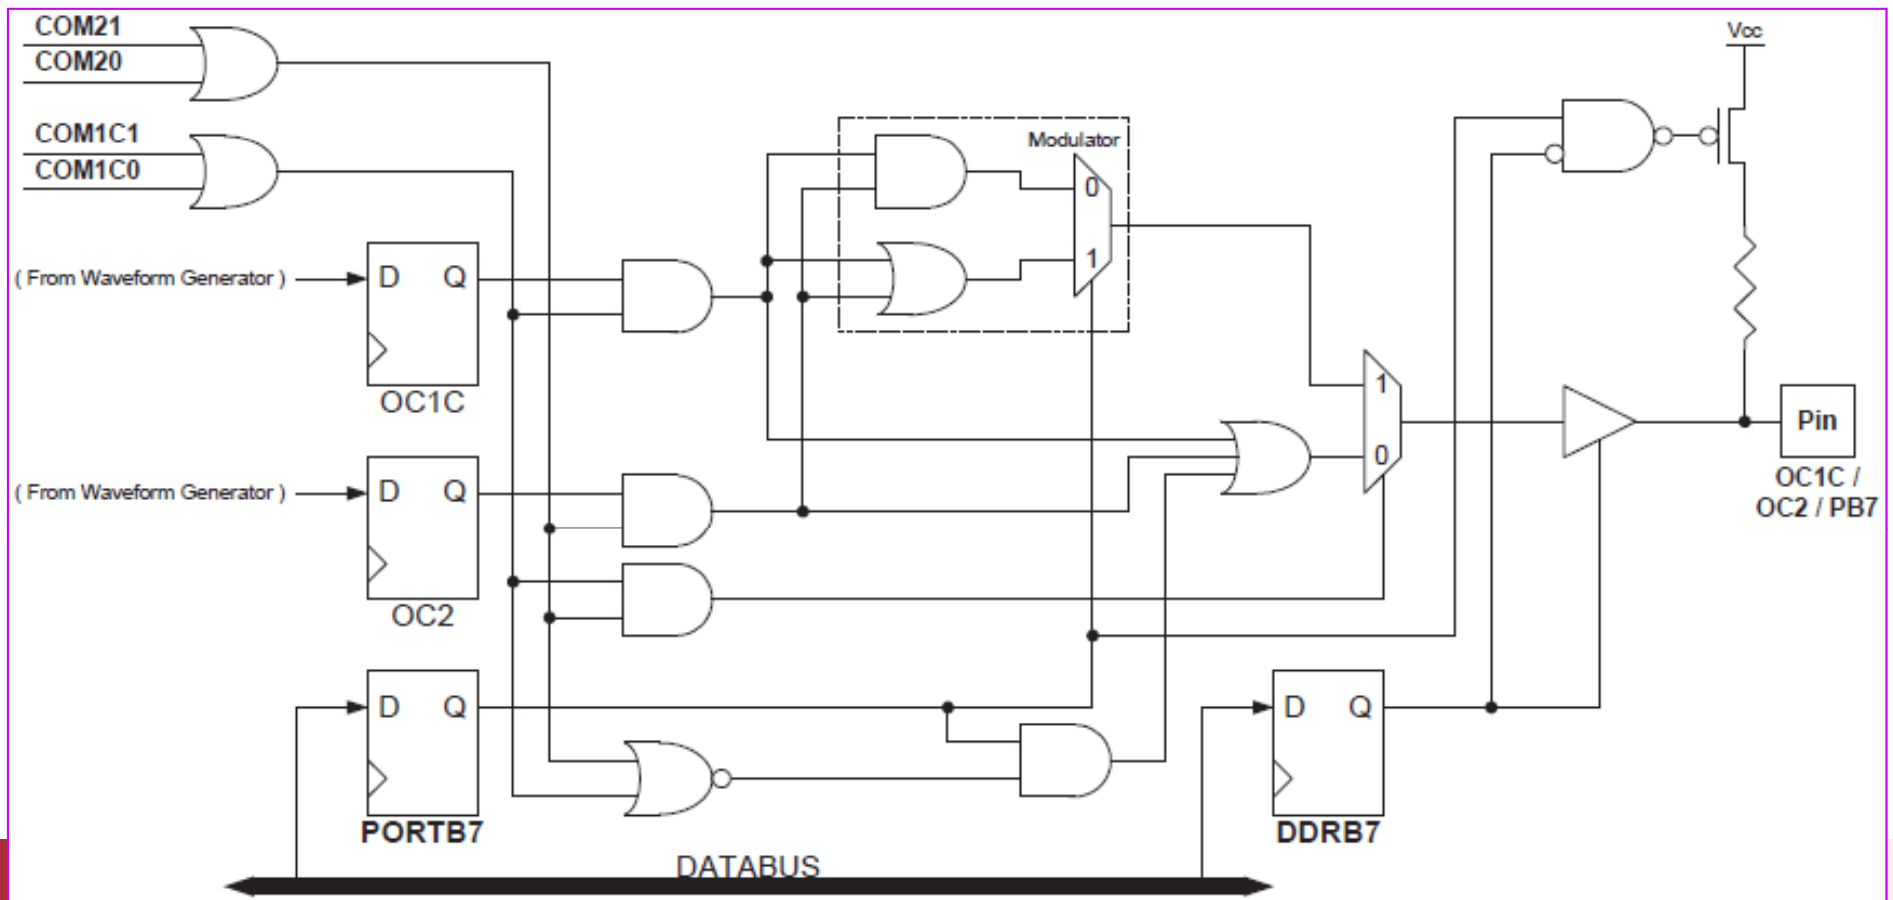 COM21
COM20
Vcc
COM1C1
COM1C0
Modulator
0
1
( From Waveform Generator )
D Q
OC1C
1
0
Pin
OC1C /
OC2 / PB7
( From Waveform Generator )
D Q
OC2
D Q
PORTB7
D Q
DDRB7
DATABUS